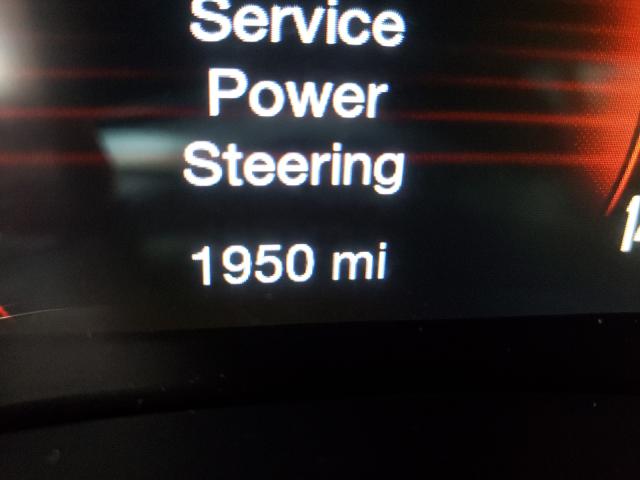 Service
Power
Steering
1950 mi